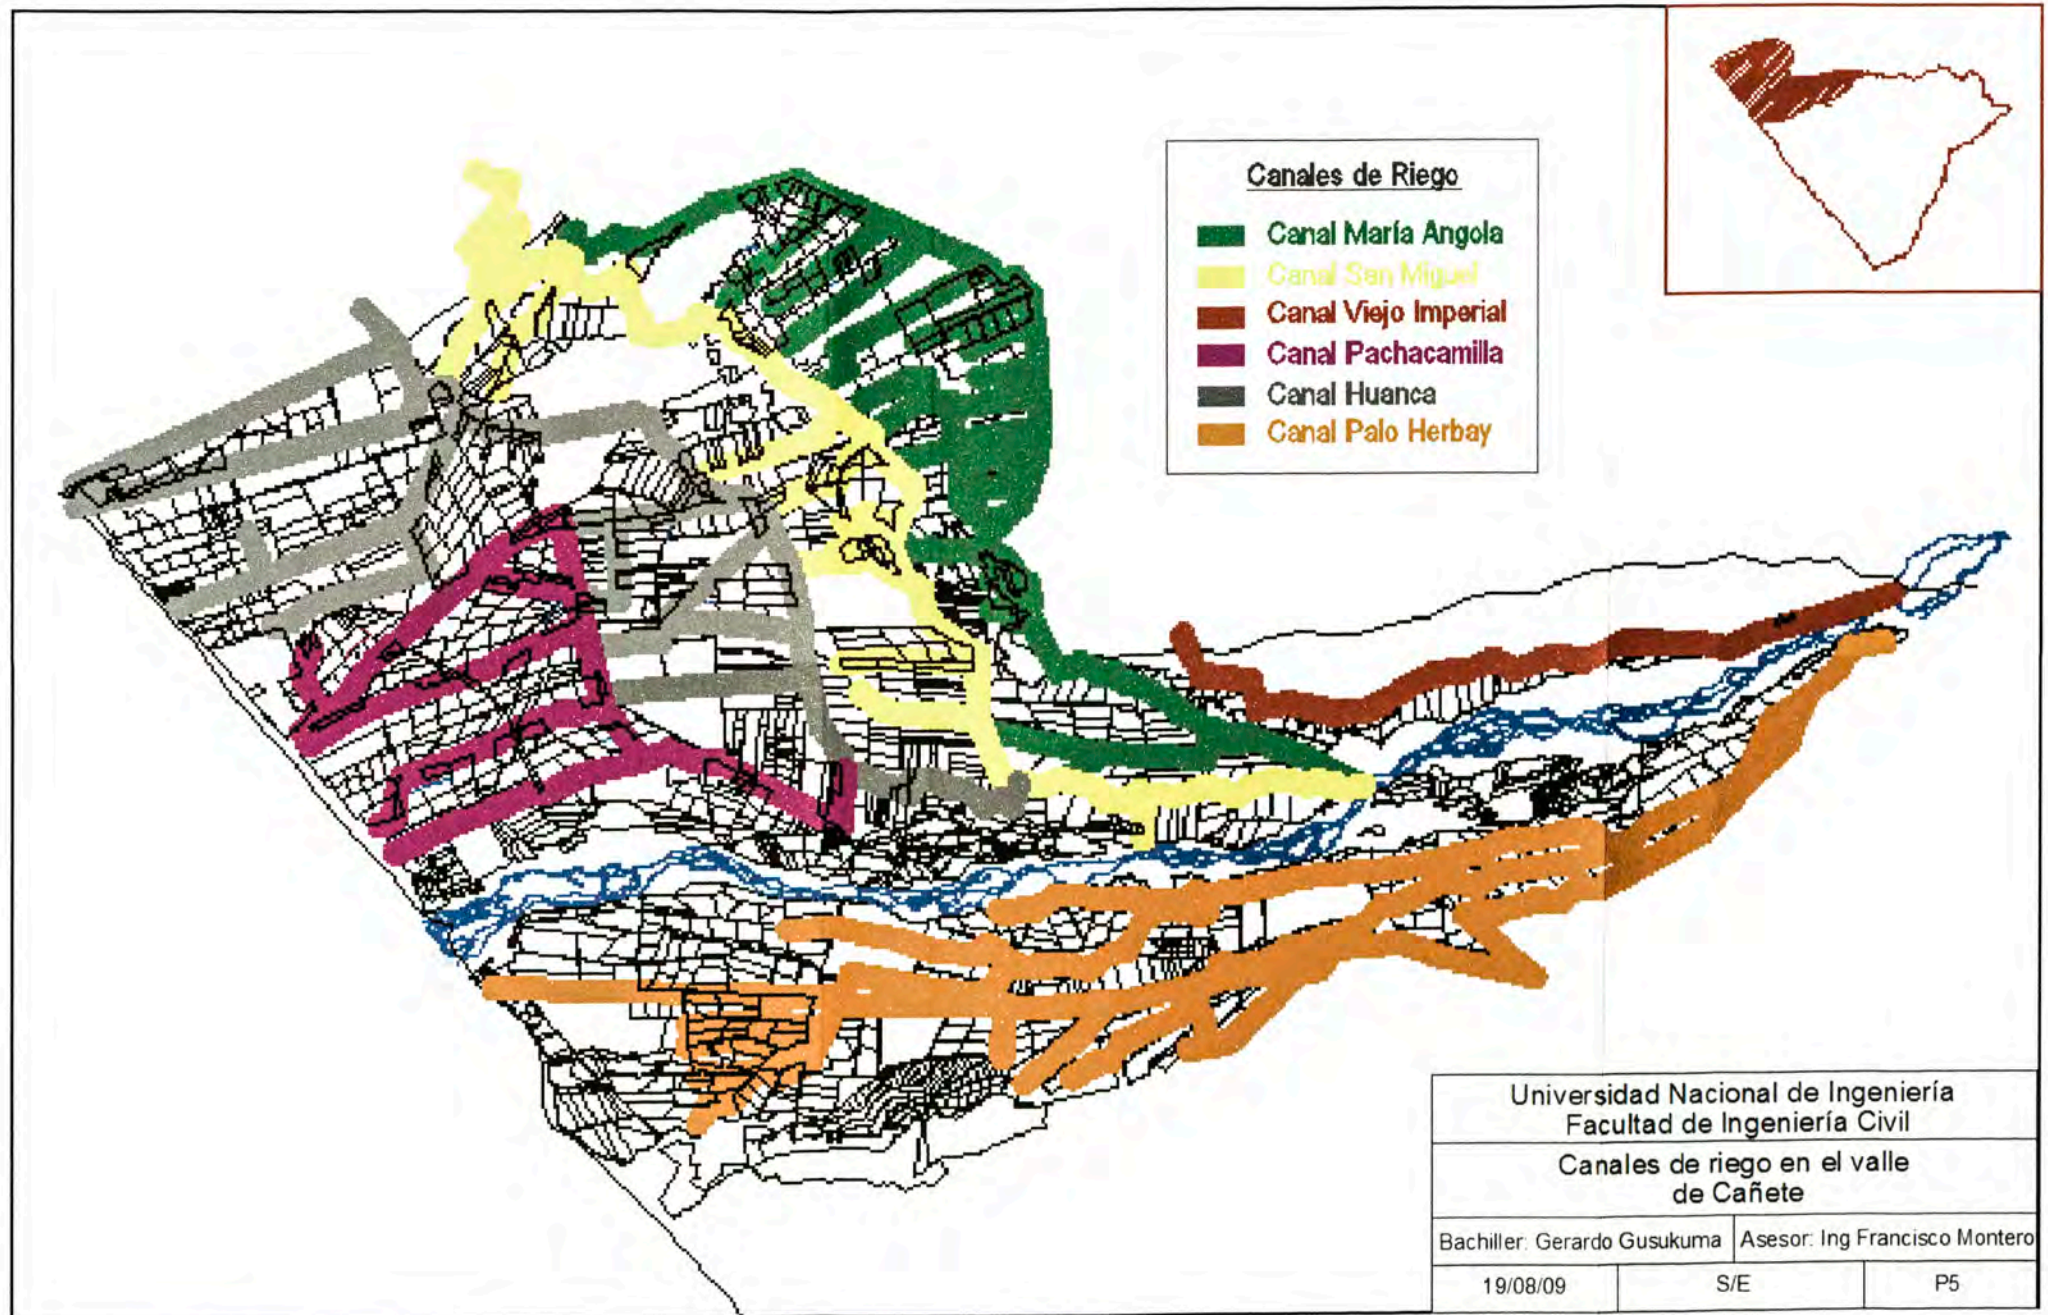 Canales de Riego
Canal María Angola
Canal San Miguel
Canal Viejo Imperial
Canal Pachacamilla
Canal Huanca
Canal Palo Herbay
Universidad Nacional de Ingeniería
Facultad de Ingeniería Civil
Canales de riego en el valle
de Cañete
Bachiller: Gerardo Gusukuma
Asesor: Ing Francisco Montero
19/08/09
S/E
P5